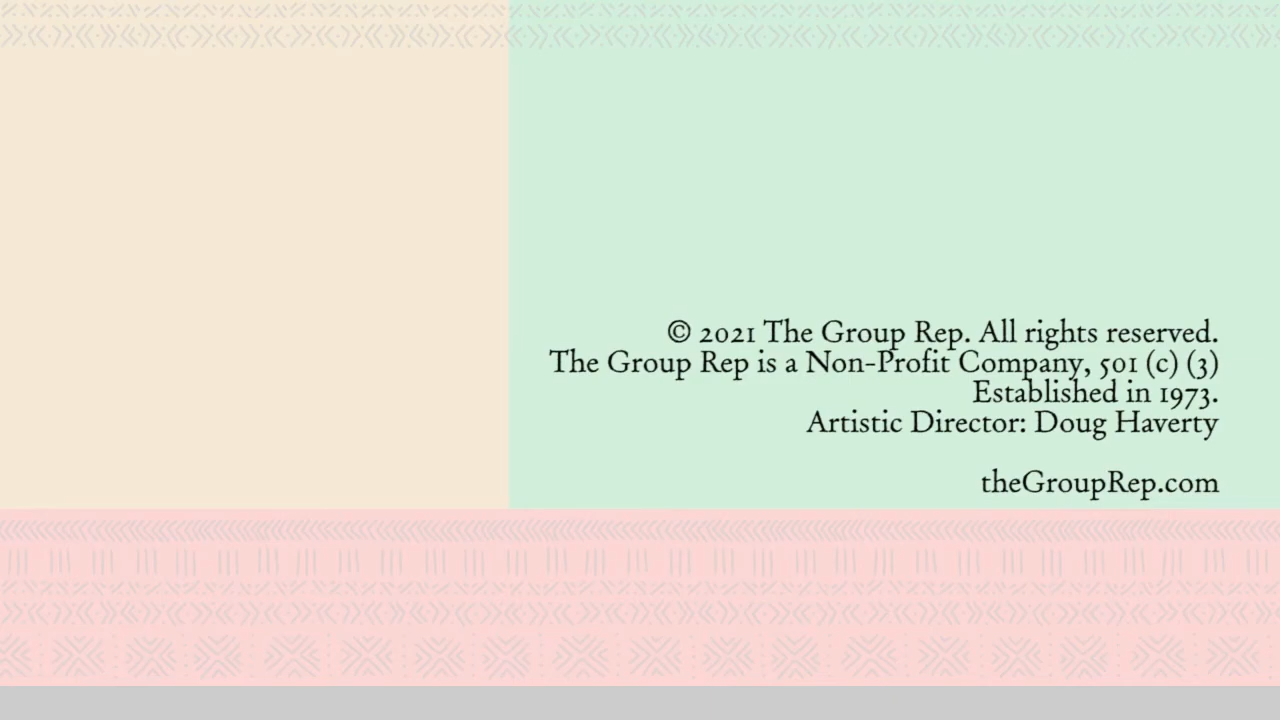 © 2021 The Group Rep. All rights reserved.
The Group Rep is a Non-Profit Company, 501 (c) (3)
Established in 1973.
Artistic Director: Doug Haverty
theGroupRep.com